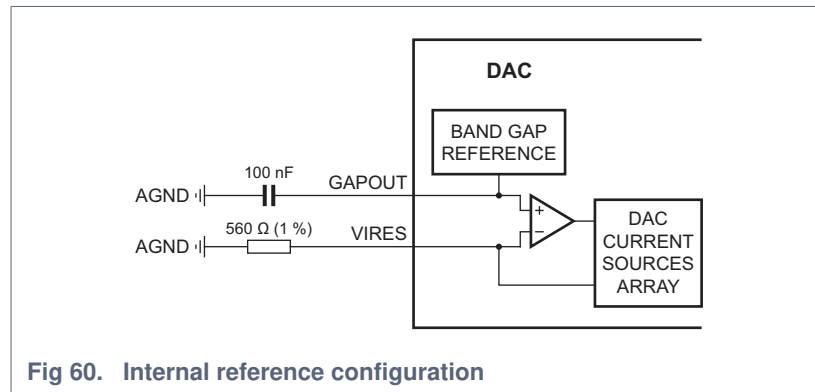 DAC
BAND GAP
REFERENCE
100 nF
AGND
GAPOUT
+
560 Ω (1 %)
AGND
VIRES
−
DAC
CURRENT
SOURCES
ARRAY
Fig 60. Internal reference configuration